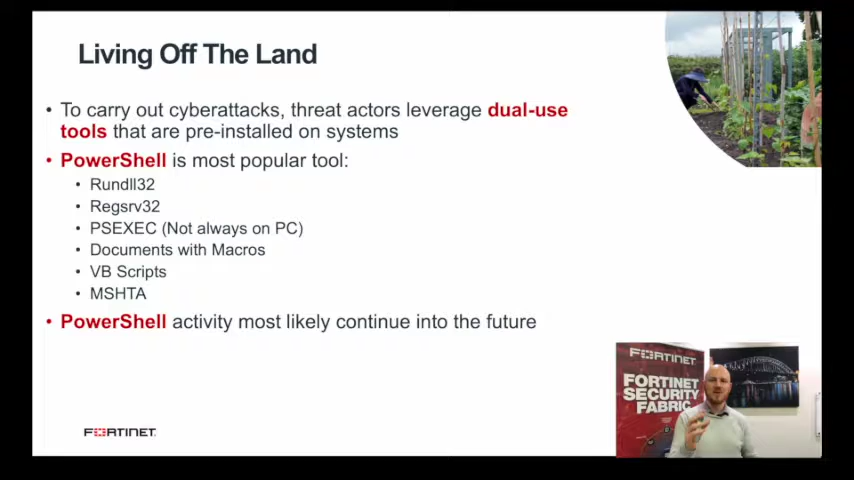 Living Off The Land
• To carry out cyberattacks, threat actors leverage dual-use
tools that are pre-installed on systems
• PowerShell is most popular tool:
• Rundll32
• Regsrv32
• PSEXEC (Not always on PC)
• Documents with Macros
• VB Scripts
• MSHTA
• PowerShell activity most likely continue into the future
FORTINET
FORTINET
FORTINET
SECURITY
FABRIC